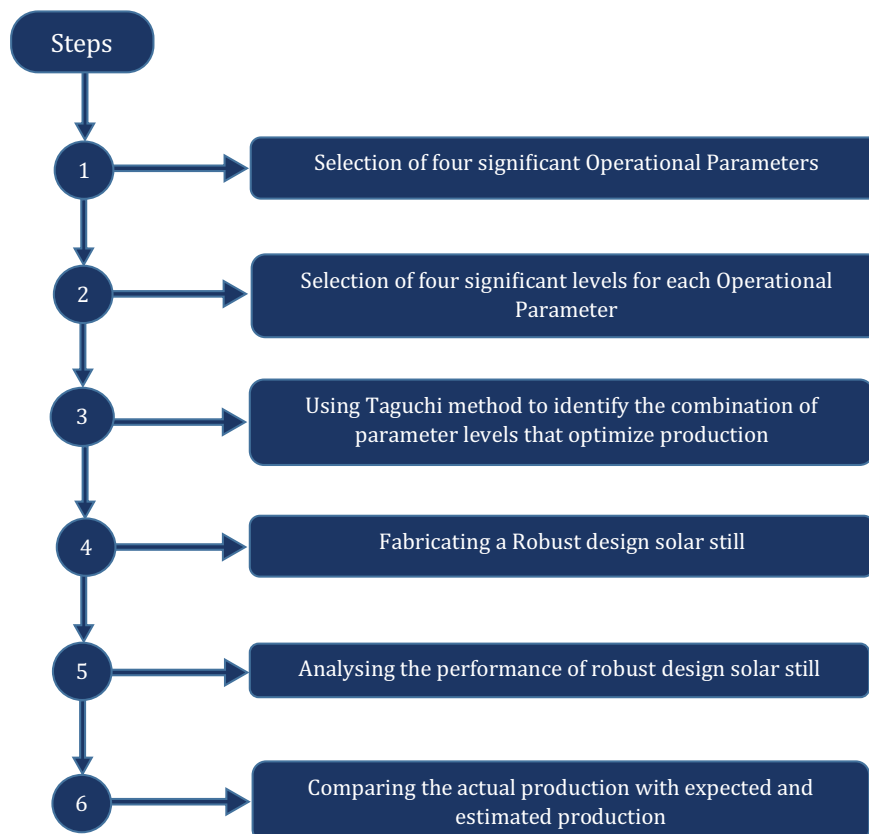 Steps
1
Selection of four significant Operational Parameters
2
Selection of four significant levels for each Operational
Parameter
3
Using Taguchi method to identify the combination of
parameter levels that optimize production
4
Fabricating a Robust design solar still
5
Analysing the performance of robust design solar still
6
Comparing the actual production with expected and
estimated production